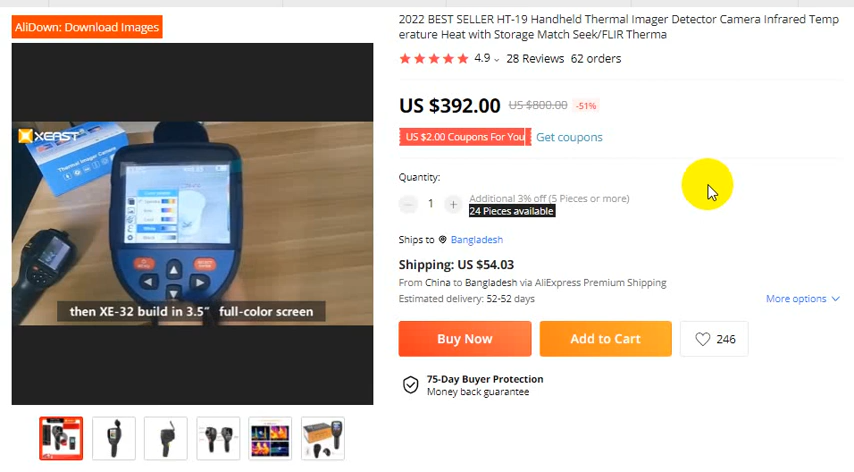 AliDown: Download Images
XEAST
Thermal Imager Camera
then XE-32 build in 3.5" full-color screen
2022 BEST SELLER HT-19 Handheld Thermal Imager Detector Camera Infrared Temp
erature Heat with Storage Match Seek/FLIR Therma
4.9 28 Reviews 62 orders
US $392.00 US $800.00 -51%
US $2.00 Coupons For You Get coupons
Quantity:
1
Additional 3% off (5 Pieces or more)
24 Pieces available
Ships to Bangladesh
Shipping: US $54.03
From China to Bangladesh via AliExpress Premium Shipping
Estimated delivery: 52-52 days
More options
Buy Now
Add to Cart
246
75-Day Buyer Protection
Money back guarantee